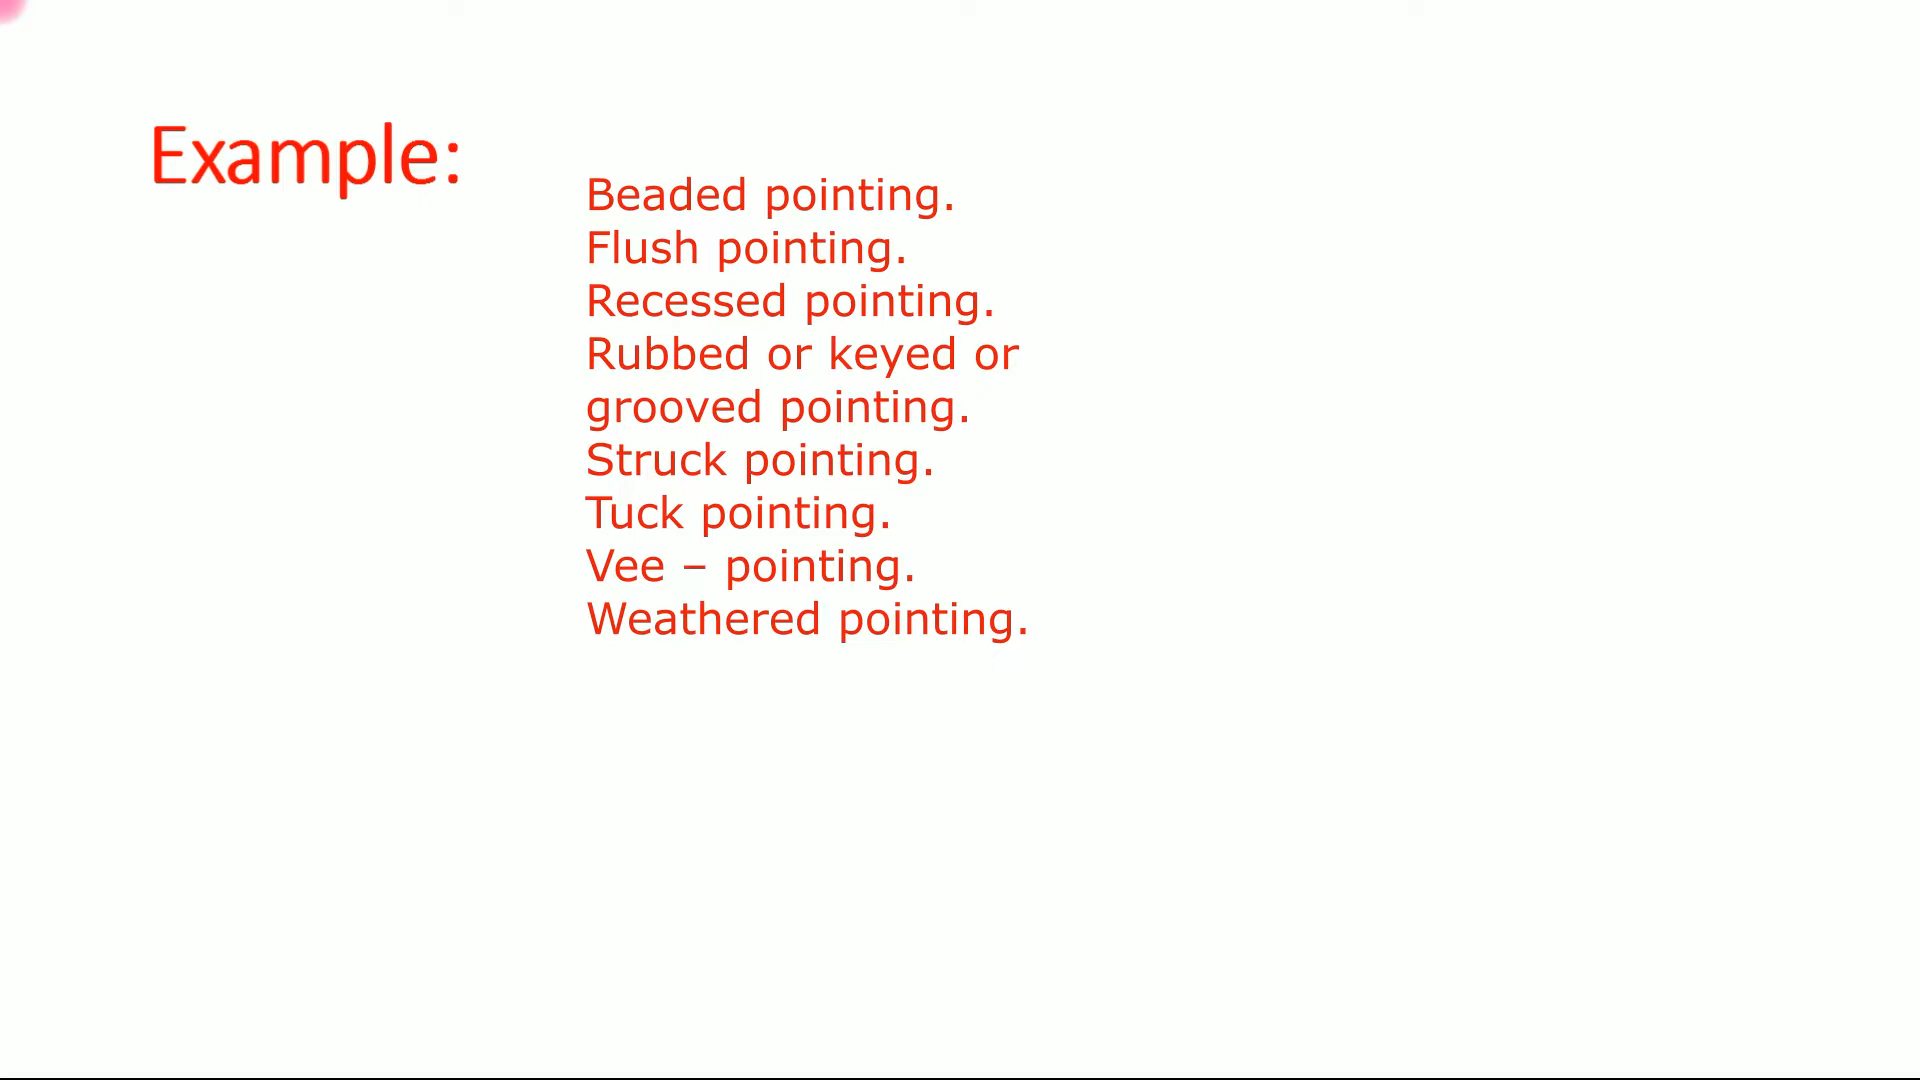 Example:
Beaded pointing.
Flush pointing.
Recessed pointing.
Rubbed or keyed or
grooved pointing.
Struck pointing.
Tuck pointing.
Vee – pointing.
Weathered pointing.